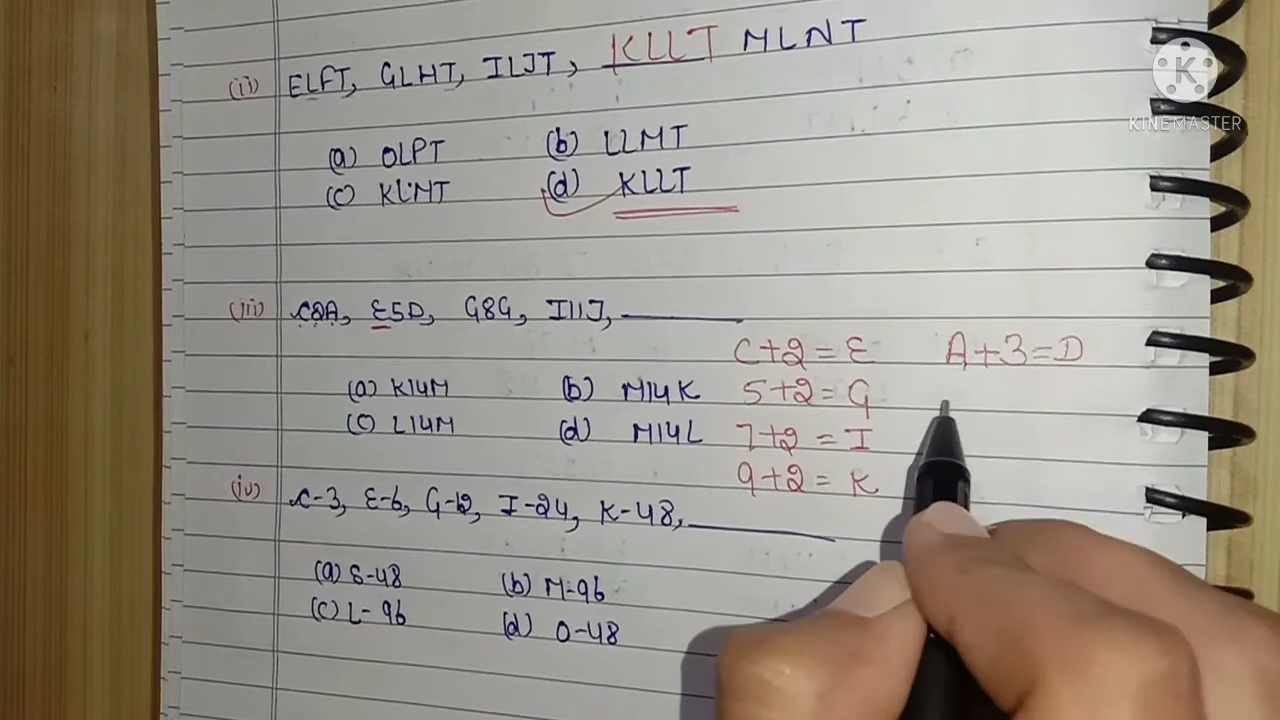 (ii) ELFT, GLHT, ILJT, KLLT MLNT
K
KINEMASTER
(a) OLPT (b) LLMT
(c) KLMT (d) KLLT
(iii) C2A, E5D, G8G, I11J, ______
C+2=E A+3=D
(a) K14M (b) M14K 5+2=G
(c) L14M (d) M14L 7+2=I
9+2=K
(iv) C-3, E-6, G-12, I-24, K-48, ______
(a) S-48 (b) M-96
(c) L-96 (d) O-48